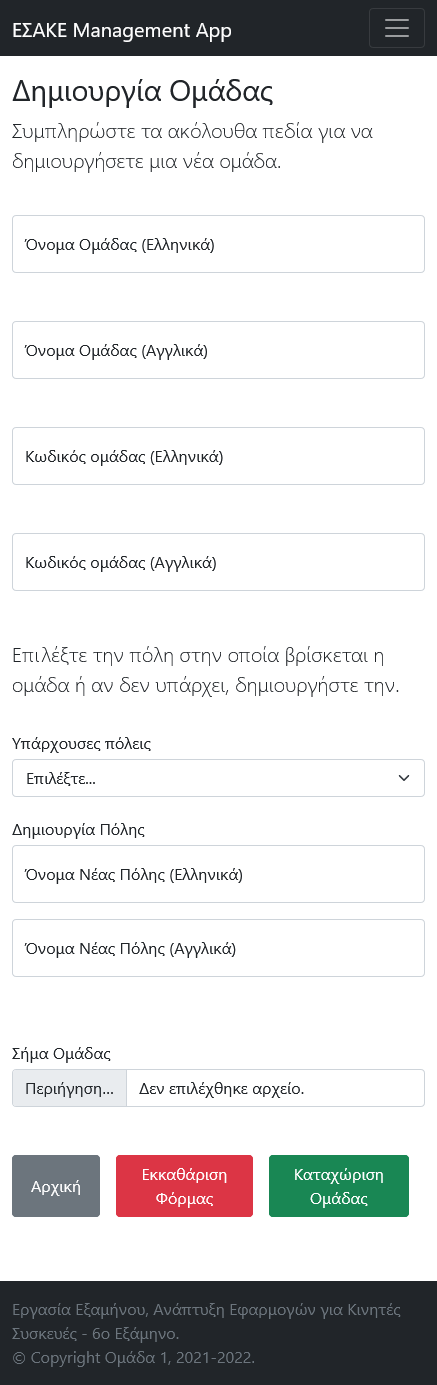 ΕΣΑΚΕ Management App
Δημιουργία Ομάδας
Συμπληρώστε τα ακόλουθα πεδία για να
δημιουργήσετε μια νέα ομάδα.
Όνομα Ομάδας (Ελληνικά)
Όνομα Ομάδας (Αγγλικά)
Κωδικός ομάδας (Ελληνικά)
Κωδικός ομάδας (Αγγλικά)
Επιλέξτε την πόλη στην οποία βρίσκεται η
ομάδα ή αν δεν υπάρχει, δημιουργήστε την.
Υπάρχουσες πόλεις
Επιλέξτε...
Δημιουργία Πόλης
Όνομα Νέας Πόλης (Ελληνικά)
Όνομα Νέας Πόλης (Αγγλικά)
Σήμα Ομάδας
Περιήγηση... Δεν επιλέχθηκε αρχείο.
Αρχική
Εκκαθάριση
Φόρμας
Καταχώριση
Ομάδας
Εργασία Εξαμήνου, Ανάπτυξη Εφαρμογών για Κινητές
Συσκευές - 6ο Εξάμηνο.
© Copyright Ομάδα 1, 2021-2022.